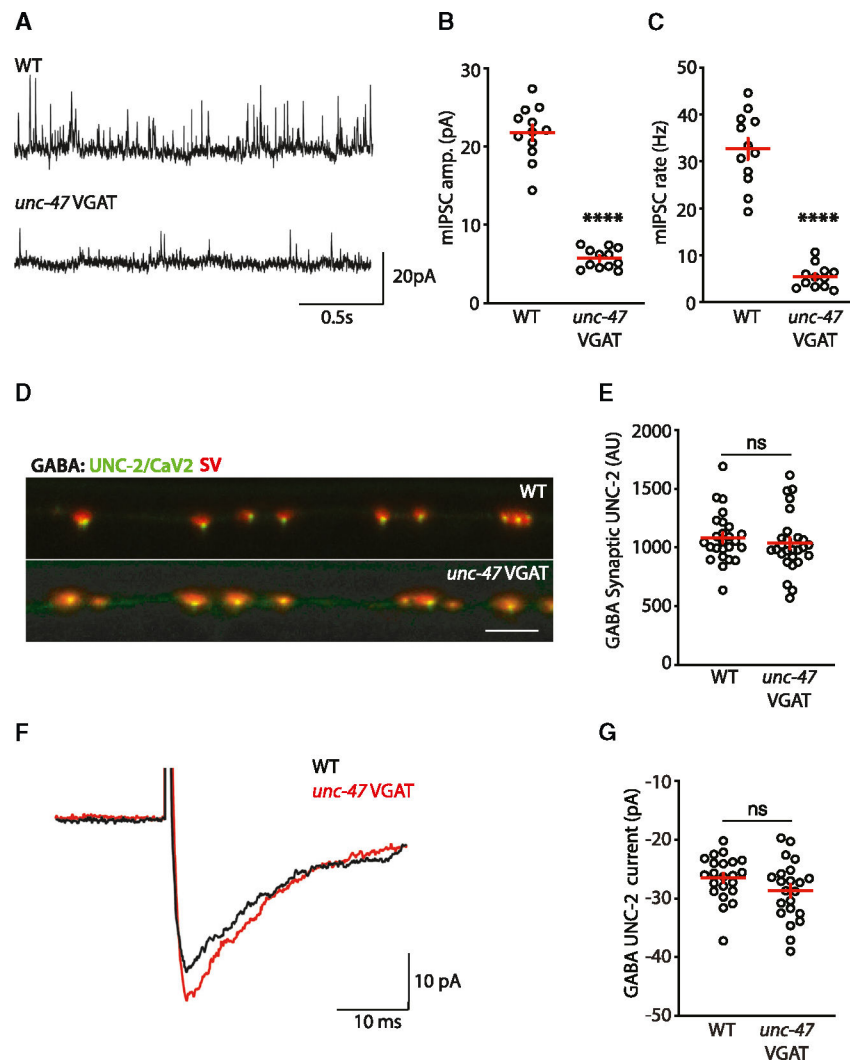 A
WT
unc-47 VGAT
20pA
0.5s
B
mIPSC amp. (pA)
30
20
10
0
****
WT
unc-47
VGAT
C
mIPSC rate (Hz)
50
40
30
20
10
0
****
WT
unc-47
VGAT
D
GABA: UNC-2/CaV2 SV
WT
unc-47 VGAT
E
GABA Synaptic UNC-2 (AU)
2000
1500
1000
500
0
ns
WT
unc-47
VGAT
F
WT
unc-47 VGAT
10 pA
10 ms
G
GABA UNC-2 current (pA)
-10
-20
-30
-40
-50
ns
WT
unc-47
VGAT